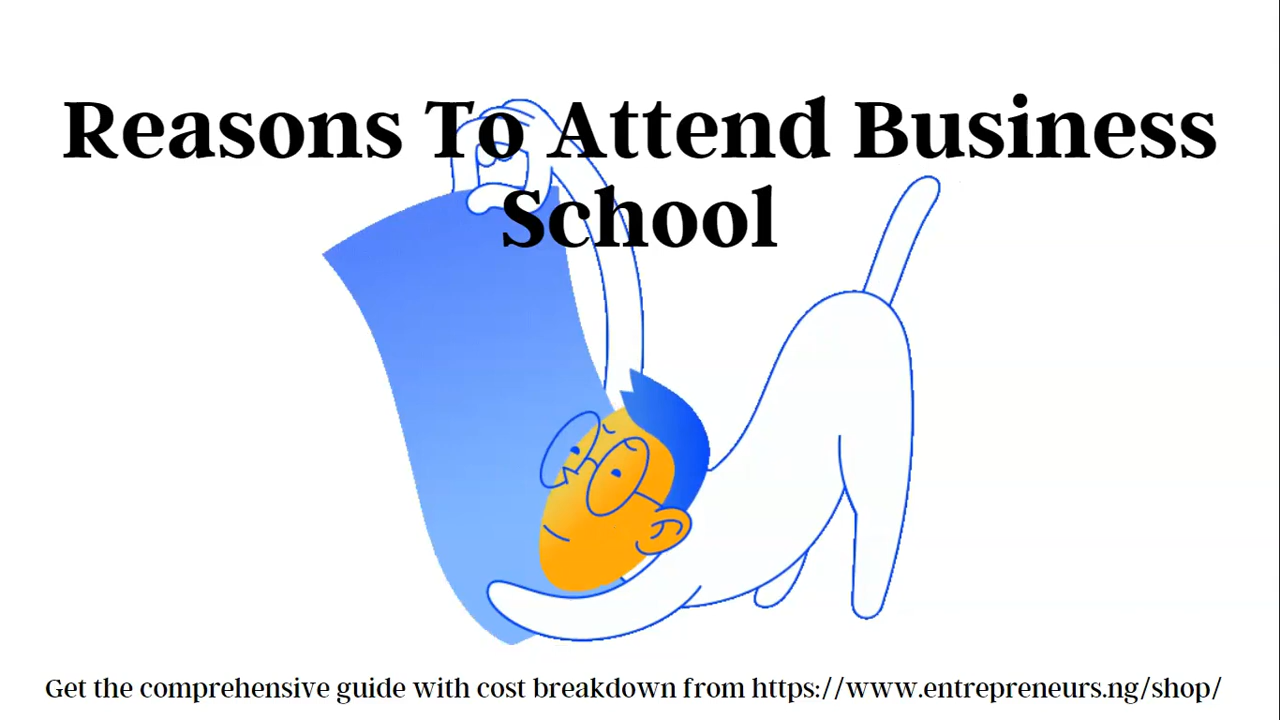 Reasons To Attend Business
School
Get the comprehensive guide with cost breakdown from https://www.entrepreneurs.ng/shop/